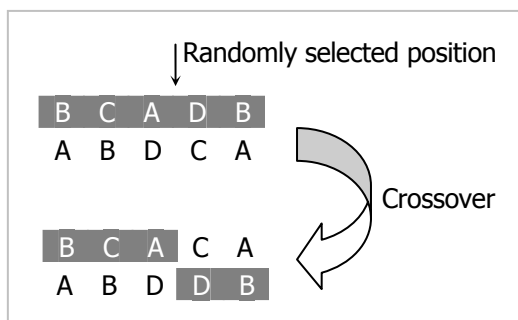 Randomly selected position
B C A D B
A B D C A
Crossover
B C A C A
A B D D B